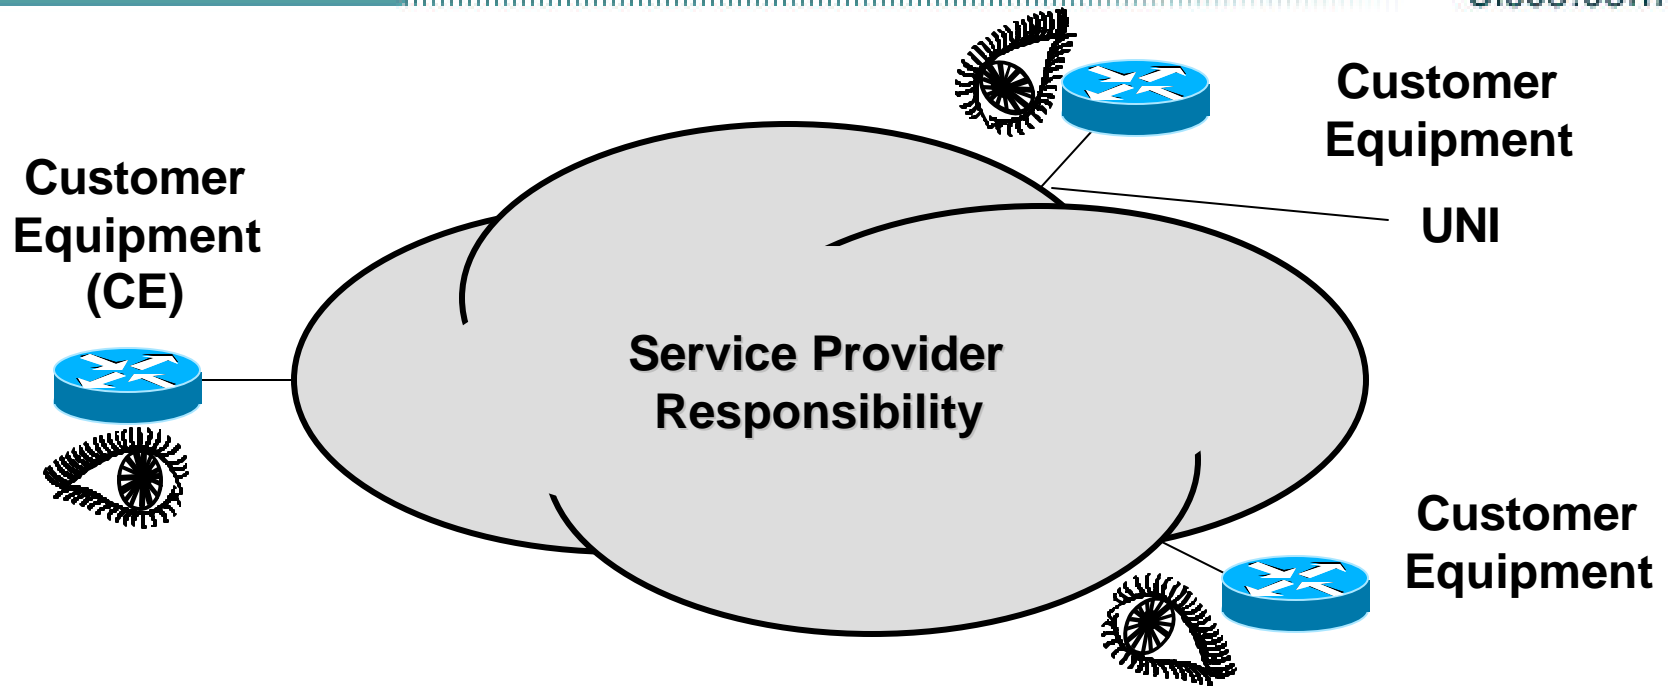 Customer
Equipment
UNI
Customer
Equipment
(CE)
Service Provider
Responsibility
Customer
Equipment